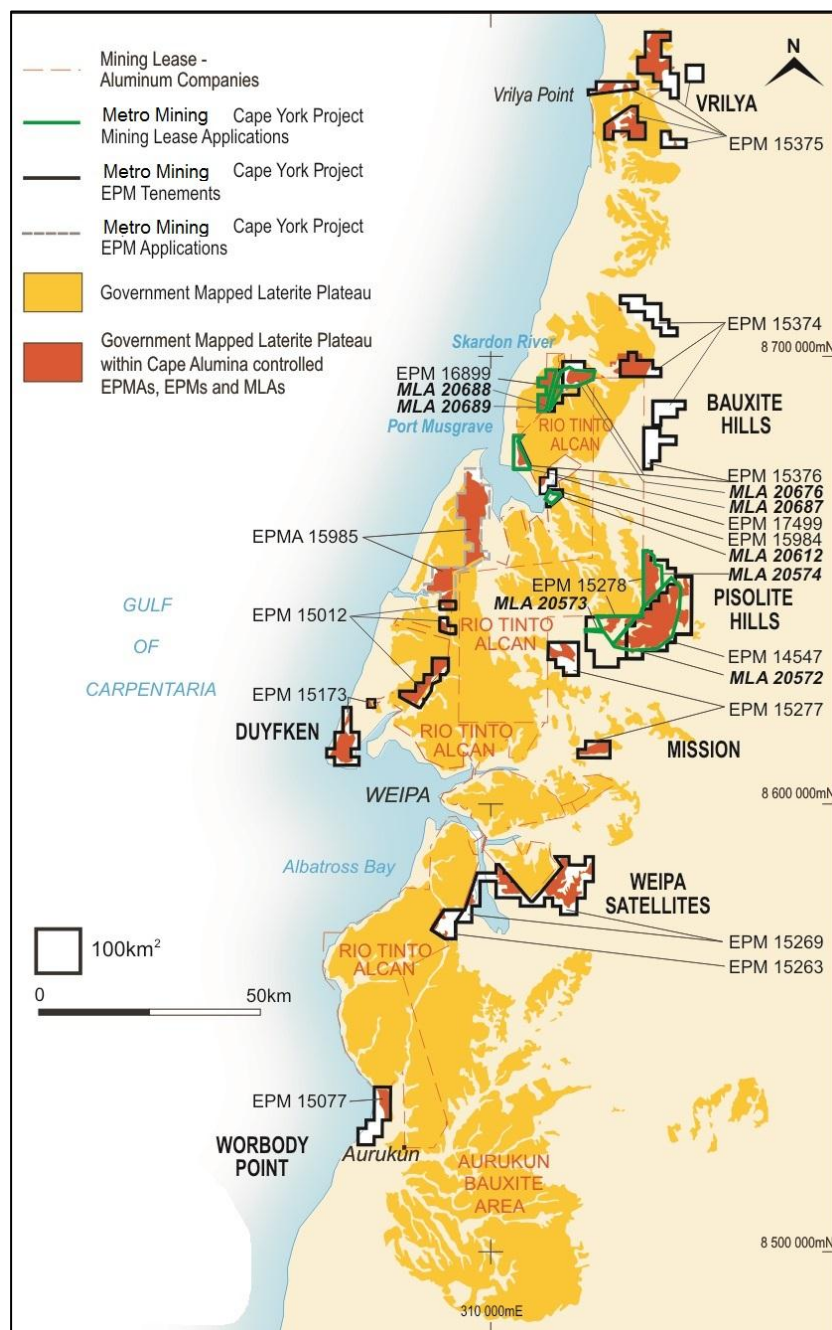 Mining Lease -
Aluminum Companies
Metro Mining Cape York Project
Mining Lease Applications
Metro Mining Cape York Project
EPM Tenements
Metro Mining Cape York Project
EPM Applications
Government Mapped Laterite Plateau
Government Mapped Laterite Plateau
within Cape Alumina controlled
EPMAs, EPMs and MLAs
N
Vrilya Point
VRILYA
EPM 15375
EPM 15374
8 700 000mN
Skardon River
EPM 16899
MLA 20688
MLA 20689
Port Musgrave
RIO TINTO
ALCAN
BAUXITE
HILLS
EPM 15376
MLA 20676
MLA 20687
EPM 17499
EPM 15984
MLA 20612
MLA 20574
EPMA 15985
EPM 15278
MLA 20573
PISOLITE
HILLS
GULF
OF
CARPENTARIA
EPM 15012
RIO TINTO
ALCAN
EPM 14547
MLA 20572
EPM 15277
EPM 15173
DUYFKEN
RIO TINTO
ALCAN
MISSION
WEIPA
8 600 000mN
Albatross Bay
WEIPA
SATELLITES
100km²
RIO TINTO
ALCAN
EPM 15269
EPM 15263
0 50km
EPM 15077
WORBODY
POINT
Aurukun
AURUKUN
BAUXITE
AREA
8 500 000mN
310 000mE